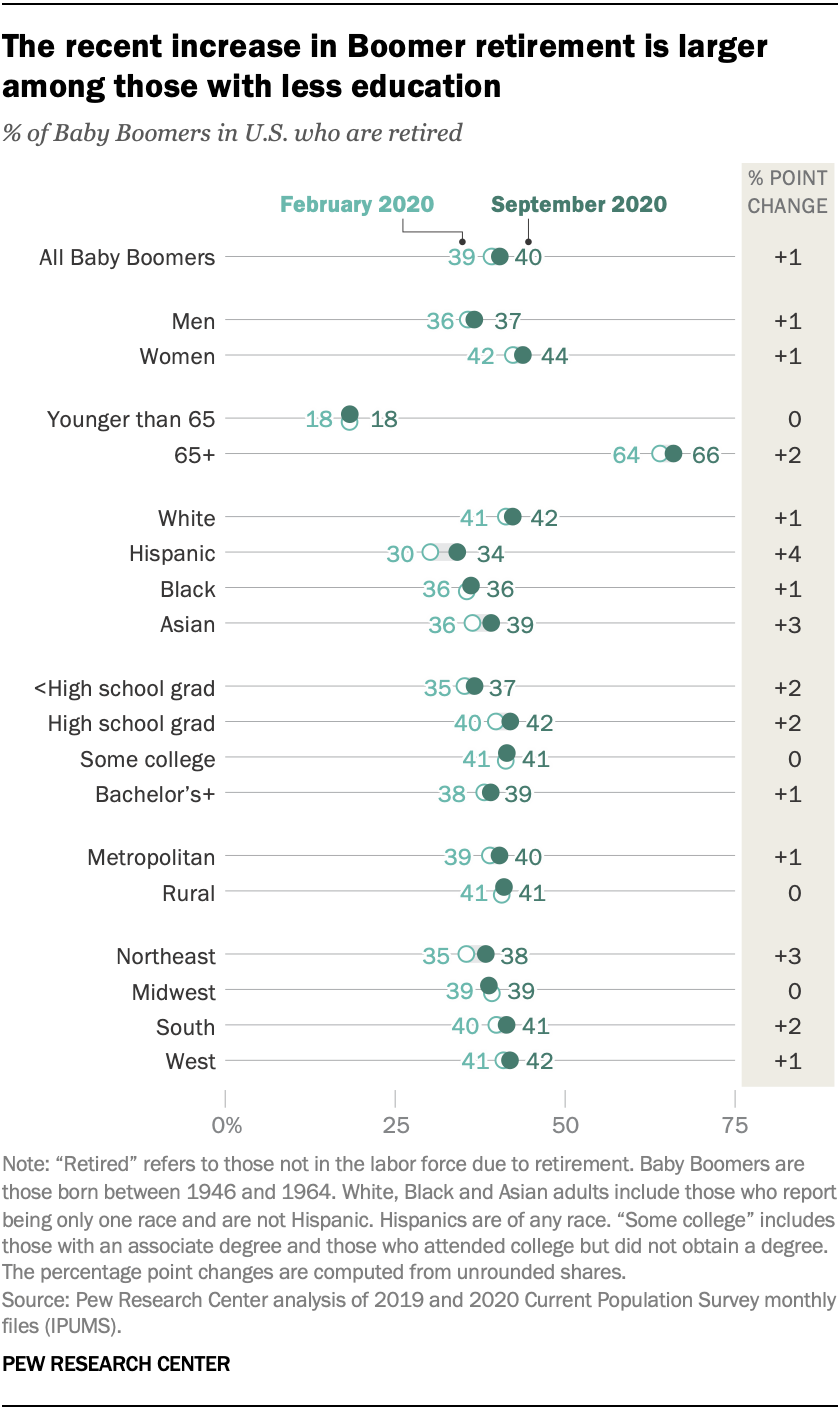 The recent increase in Boomer retirement is larger
among those with less education
% of Baby Boomers in U.S. who are retired
% POINT
CHANGE
February 2020 September 2020
All Baby Boomers 39 40 +1
Men 36 37 +1
Women 42 44 +1
Younger than 65 18 18 0
65+ 64 66 +2
White 41 42 +1
Hispanic 30 34 +4
Black 36 36 +1
Asian 36 39 +3
<High school grad 35 37 +2
High school grad 40 42 +2
Some college 41 41 0
Bachelor’s+ 38 39 +1
Metropolitan 39 40 +1
Rural 41 41 0
Northeast 35 38 +3
Midwest 39 39 0
South 40 41 +2
West 41 42 +1
0% 25 50 75
Note: “Retired” refers to those not in the labor force due to retirement. Baby Boomers are
those born between 1946 and 1964. White, Black and Asian adults include those who report
being only one race and are not Hispanic. Hispanics are of any race. “Some college” includes
those with an associate degree and those who attended college but did not obtain a degree.
The percentage point changes are computed from unrounded shares.
Source: Pew Research Center analysis of 2019 and 2020 Current Population Survey monthly
files (IPUMS).
PEW RESEARCH CENTER